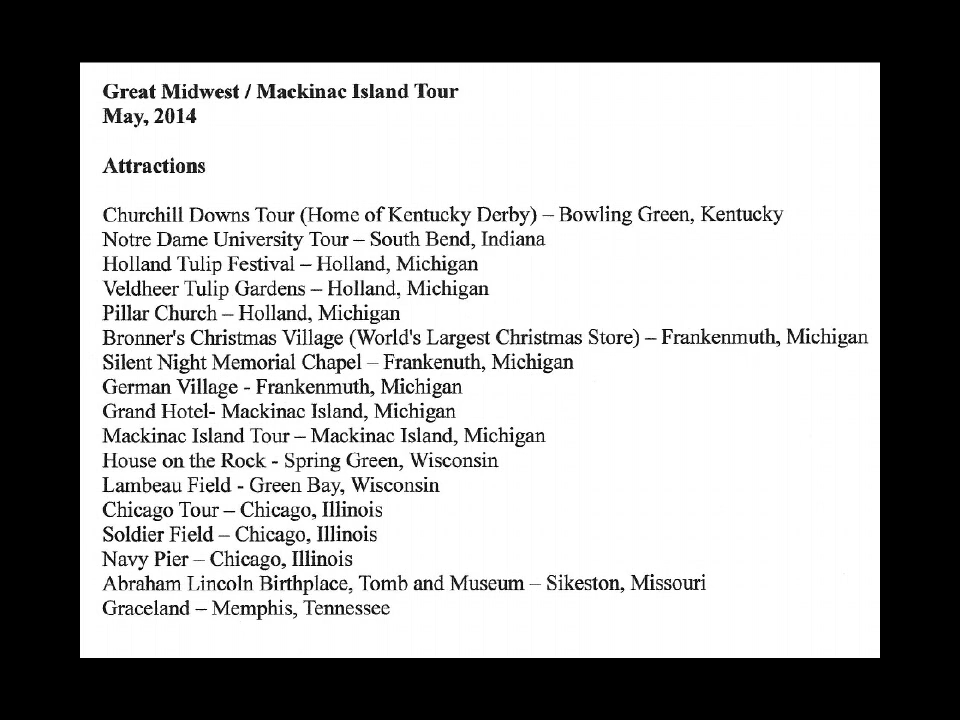 Great Midwest / Mackinac Island Tour
May, 2014
Attractions
Churchill Downs Tour (Home of Kentucky Derby) – Bowling Green, Kentucky
Notre Dame University Tour – South Bend, Indiana
Holland Tulip Festival – Holland, Michigan
Veldheer Tulip Gardens – Holland, Michigan
Pillar Church – Holland, Michigan
Bronner's Christmas Village (World's Largest Christmas Store) – Frankenmuth, Michigan
Silent Night Memorial Chapel – Frankenuth, Michigan
German Village - Frankenmuth, Michigan
Grand Hotel- Mackinac Island, Michigan
Mackinac Island Tour – Mackinac Island, Michigan
House on the Rock - Spring Green, Wisconsin
Lambeau Field - Green Bay, Wisconsin
Chicago Tour – Chicago, Illinois
Soldier Field – Chicago, Illinois
Navy Pier – Chicago, Illinois
Abraham Lincoln Birthplace, Tomb and Museum – Sikeston, Missouri
Graceland – Memphis, Tennessee